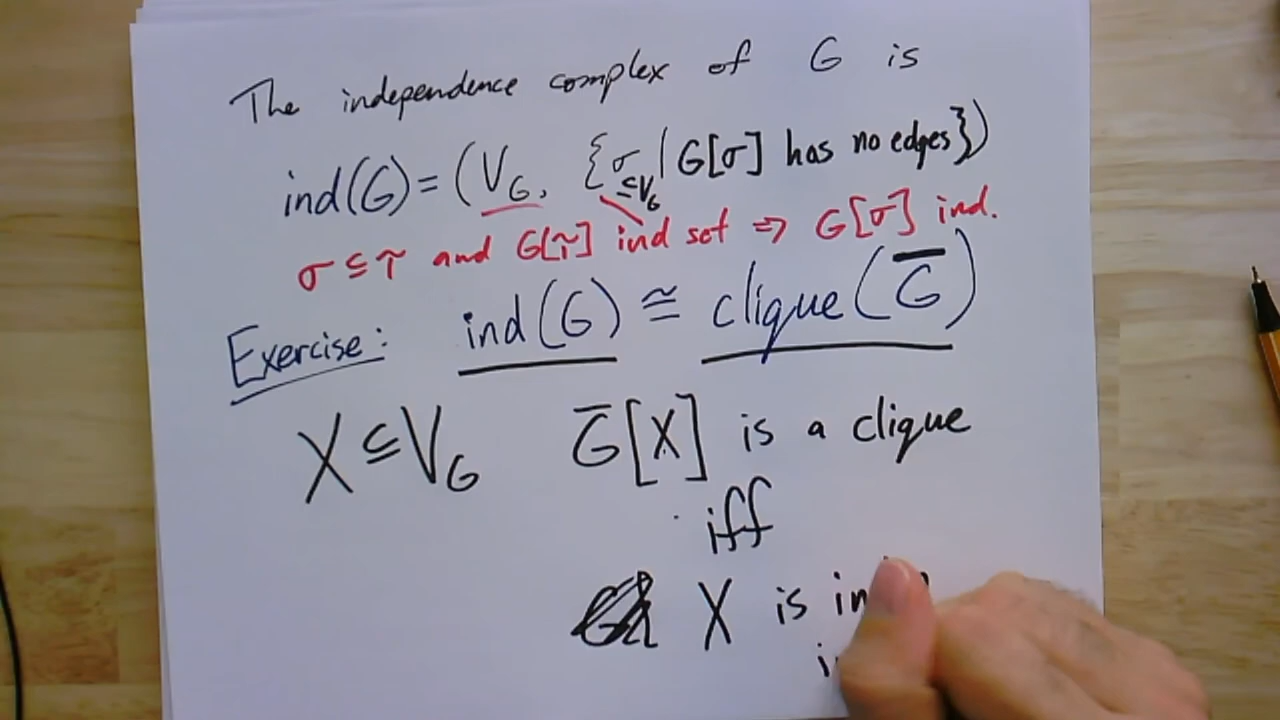 The independence complex of G is
ind(G) = (V_G, {σ ⊆ V_G | G[σ] has no edges})
σ ⊆ τ and G[τ] ind set ⇒ G[σ] ind.
Exercise: ind(G) ≅ clique(G̅)
X ⊆ V_G G̅[X] is a clique
iff
X is